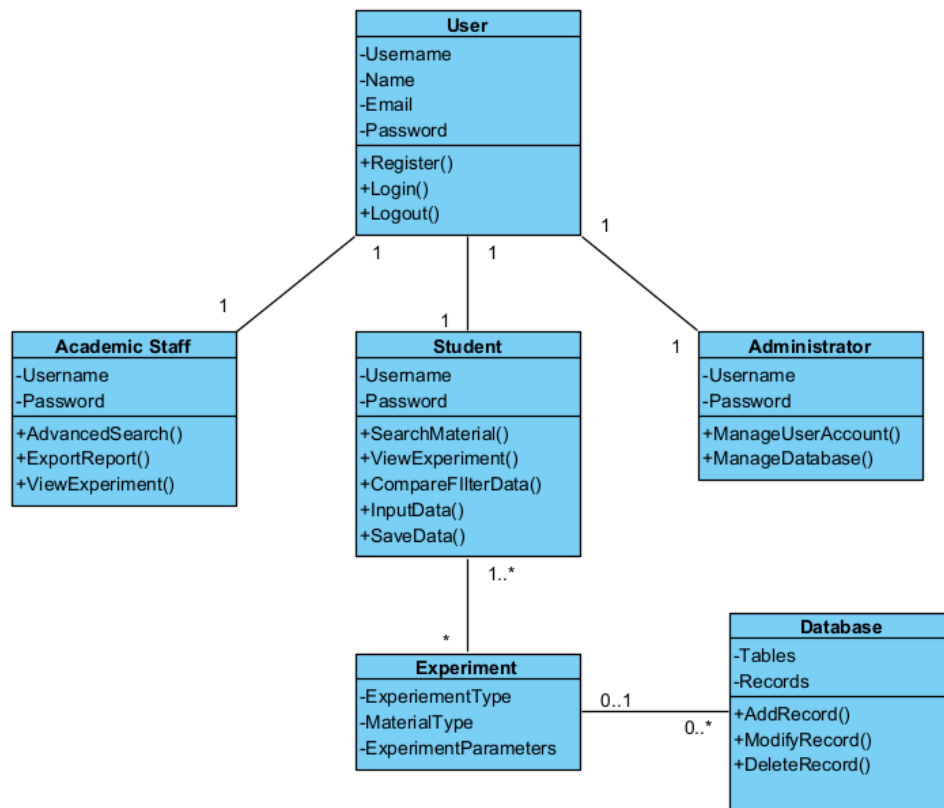 User
-Username
-Name
-Email
-Password
+Register()
+Login()
+Logout()
1
1
1
1
1
1
Academic Staff
-Username
-Password
+AdvancedSearch()
+ExportReport()
+ViewExperiment()
Student
-Username
-Password
+SearchMaterial()
+ViewExperiment()
+CompareFIlterData()
+InputData()
+SaveData()
Administrator
-Username
-Password
+ManageUserAccount()
+ManageDatabase()
1..*
*
Experiment
-ExperiementType
-MaterialType
-ExperimentParameters
0..1
0..*
Database
-Tables
-Records
+AddRecord()
+ModifyRecord()
+DeleteRecord()